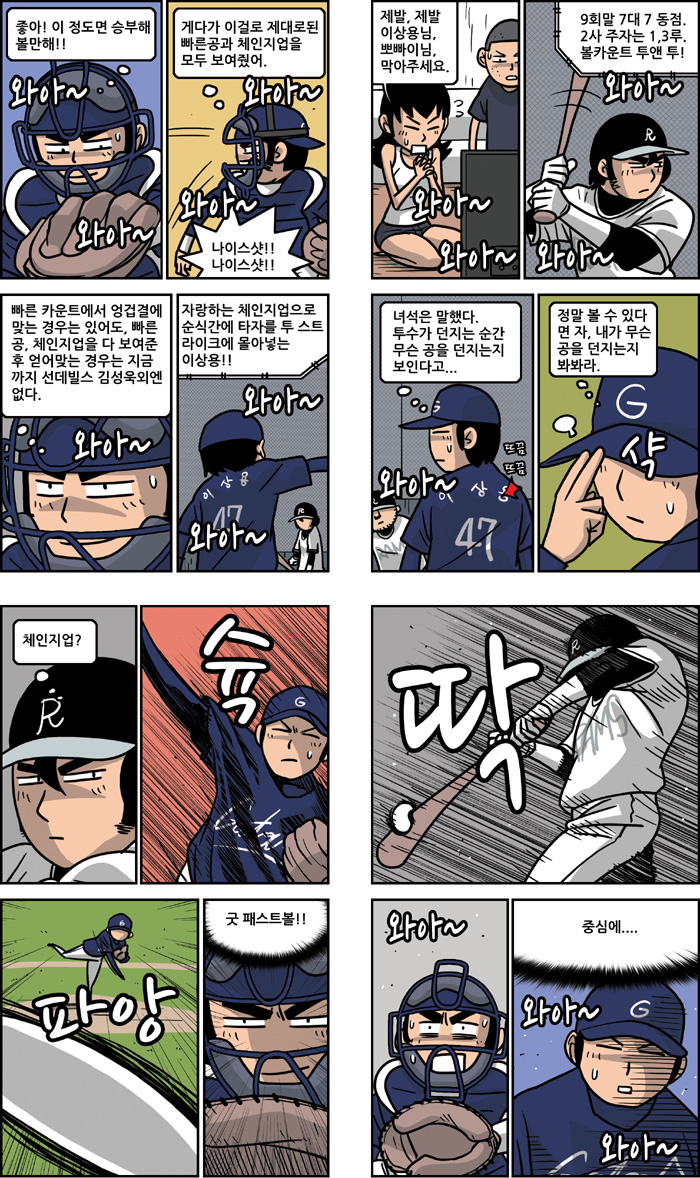 좋아! 이 정도면 승부해
볼만해!!
와아~
와아~
게다가 이걸로 제대로된
빠른공과 체인지업을
모두 보여줬어.
와아~
와아~
나이스샷!!
나이스샷!!
빠른 카운트에서 엉겁결에
맞는 경우는 있어도, 빠른
공, 체인지업을 다 보여준
후 얻어맞는 경우는 지금
까지 선데빌스 김성욱외엔
없다.
와아~
자랑하는 체인지업으로
순식간에 타자를 투 스트
라이크에 몰아넣는
이상용!!
와아~
이상용
47
와아~
R
제발, 제발
이상용님,
뽀빠이님,
막아주세요.
와아~
와아~
9회말 7대 7 동점.
2사 주자는 1,3루.
볼카운트 투앤 투!
와아~
R
와아~
녀석은 말했다.
투수가 던지는 순간
무슨 공을 던지는지
보인다고...
G
뜨끔
뜨끔
와아~
이상용
47
RAM
정말 볼 수 있다
면 자, 내가 무슨
공을 던지는지
봐봐라.
G
샥
체인지업?
R
슉
G
파앙
G
굿 패스트볼!!
R
딱
RAMS
와아~
중심에....
와아~
G
와아~